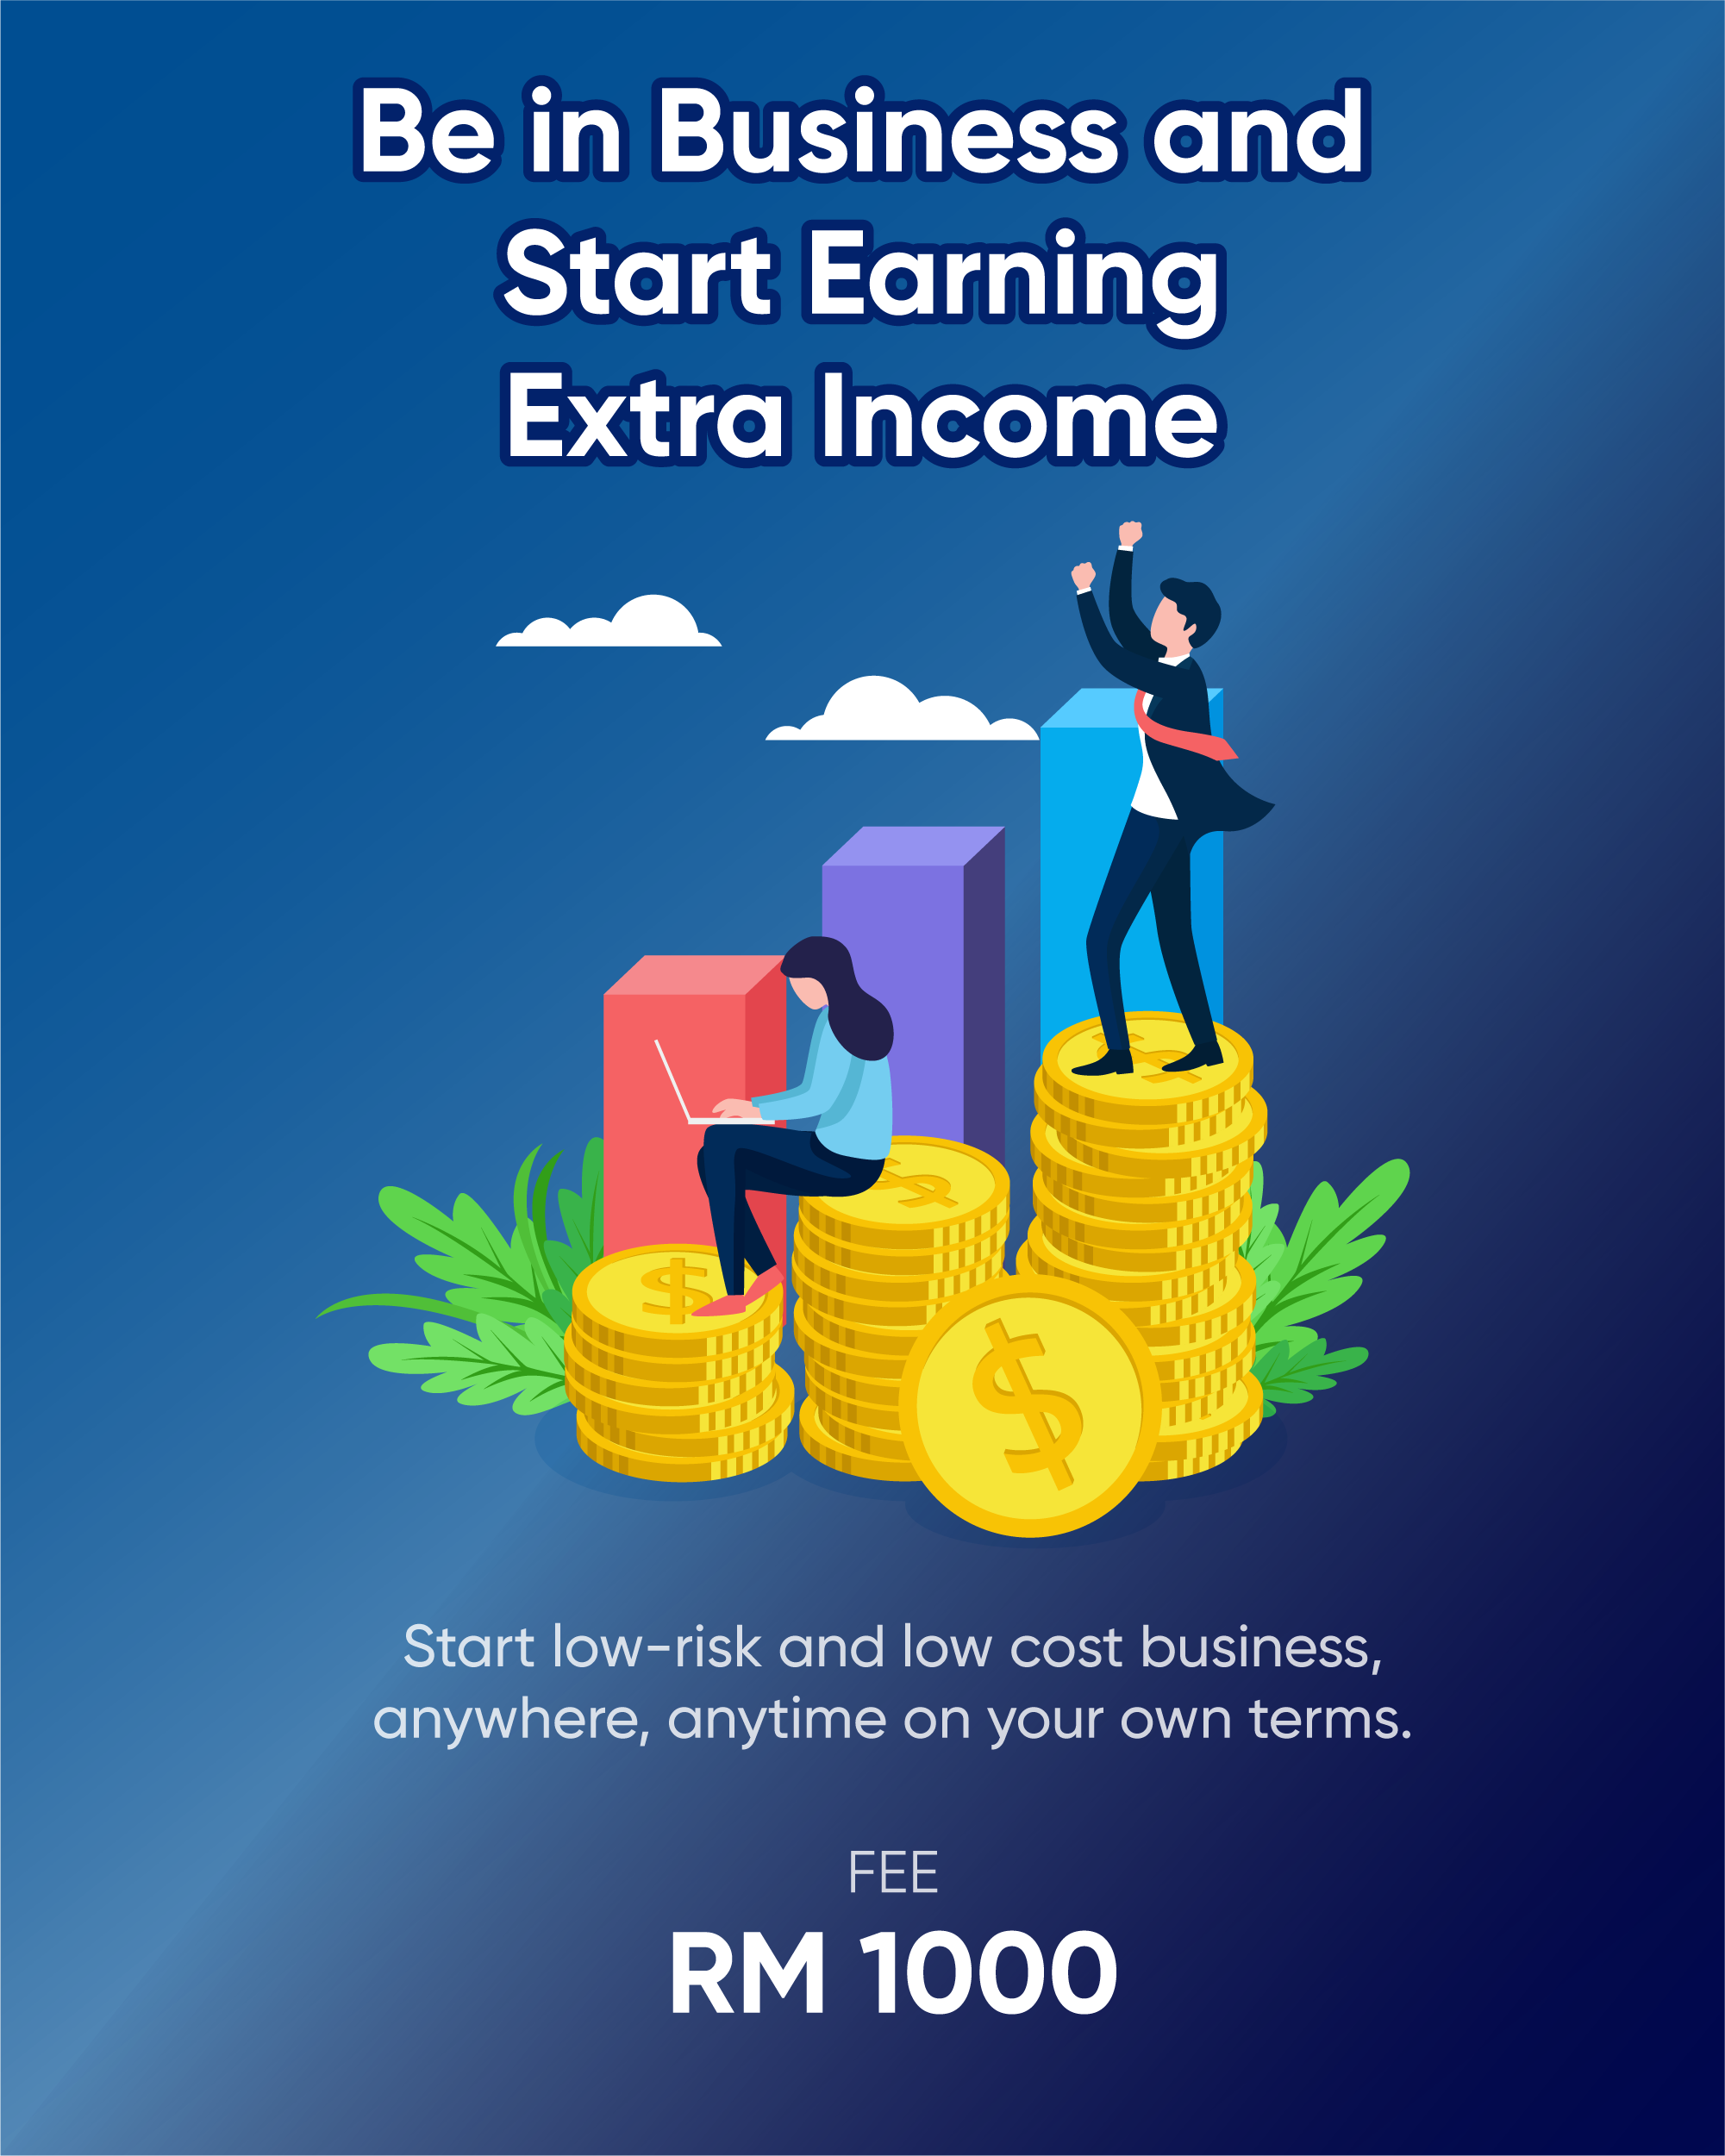 Be in Business and
Start Earning
Extra Income
$
$
$
$
Start low-risk and low cost business,
anywhere, anytime on your own terms.
FEE
RM 1000